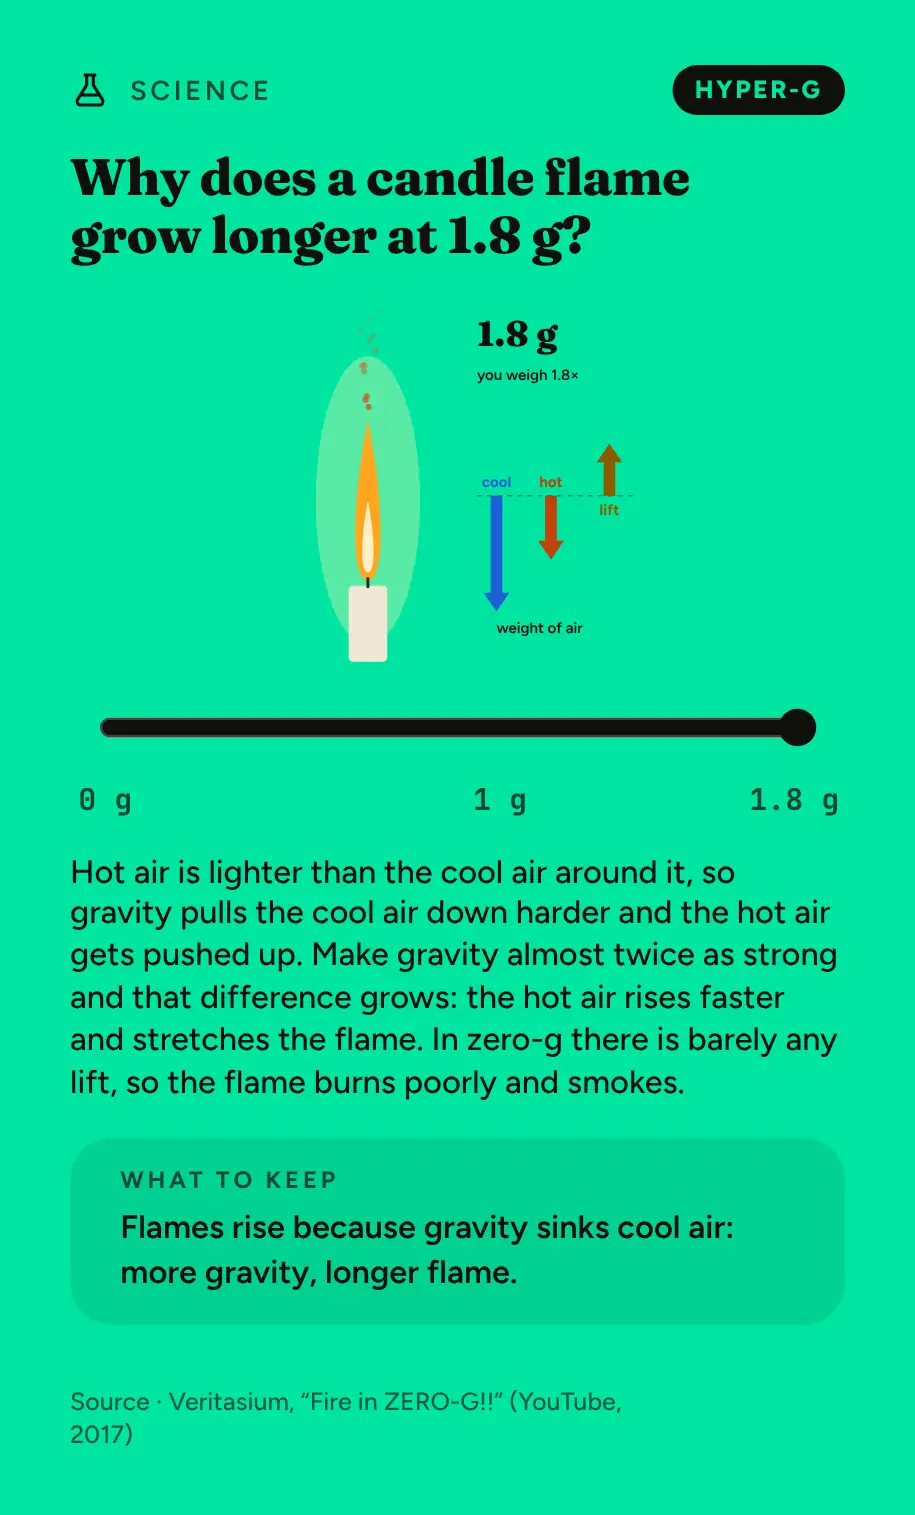 SCIENCE
HYPER-G
Why does a candle flame
grow longer at 1.8 g?
1.8 g
you weigh 1.8×
cool
hot
lift
weight of air
0 g
1 g
1.8 g
Hot air is lighter than the cool air around it, so
gravity pulls the cool air down harder and the hot air
gets pushed up. Make gravity almost twice as strong
and that difference grows: the hot air rises faster
and stretches the flame. In zero-g there is barely any
lift, so the flame burns poorly and smokes.
WHAT TO KEEP
Flames rise because gravity sinks cool air:
more gravity, longer flame.
Source · Veritasium, “Fire in ZERO-G!!” (YouTube,
2017)